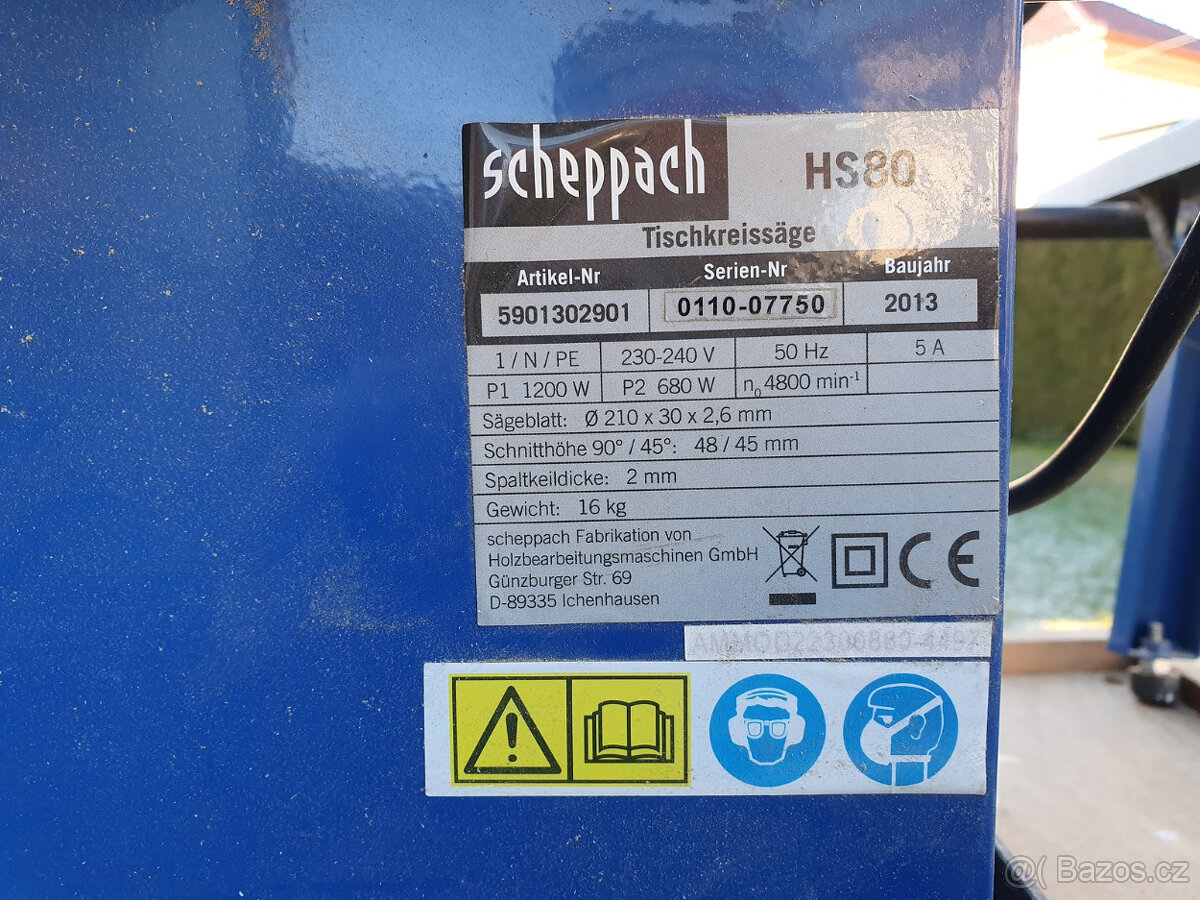 scheppach HS80
Tischkreissäge
Artikel-Nr Serien-Nr Baujahr
5901302901 0110-07750 2013
1 / N / PE 230-240 V 50 Hz 5 A
P1 1200 W P2 680 W n₀ 4800 min⁻¹
Sägeblatt: Ø 210 x 30 x 2,6 mm
Schnitthöhe 90° / 45°: 48 / 45 mm
Spaltkeildicke: 2 mm
Gewicht: 16 kg
scheppach Fabrikation von
Holzbearbeitungsmaschinen GmbH
Günzburger Str. 69
D-89335 Ichenhausen
CE
@( Bazos.cz